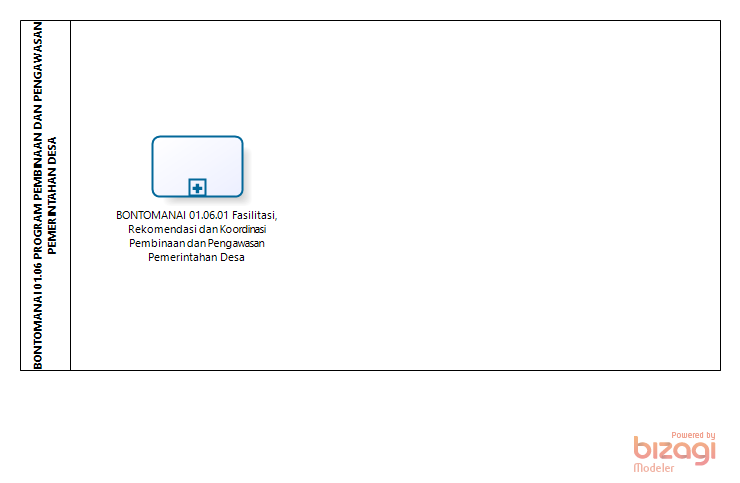 BONTOMANAI 01.06 PROGRAM PEMBINAAN DAN PENGAWASAN
PEMERINTAHAN DESA
BONTOMANAI 01.06.01 Fasilitasi,
Rekomendasi dan Koordinasi
Pembinaan dan Pengawasan
Pemerintahan Desa
Powered by
bizagi
Modeler